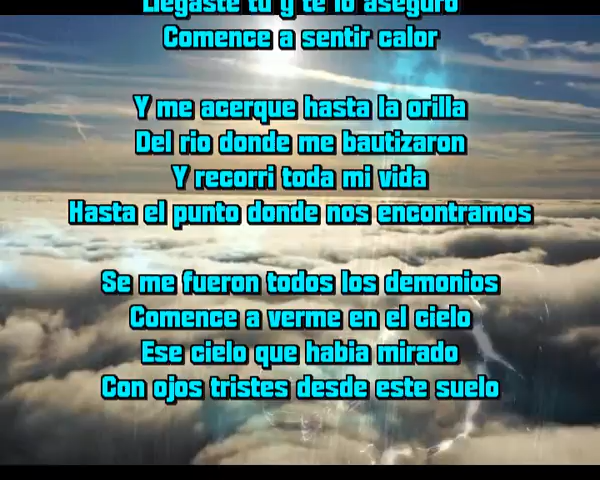 Llegaste tu y te lo aseguro
Comence a sentir calor
Y me acerque hasta la orilla
Del rio donde me bautizaron
Y recorri toda mi vida
Hasta el punto donde nos encontramos
Se me fueron todos los demonios
Comence a verme en el cielo
Ese cielo que habia mirado
Con ojos tristes desde este suelo